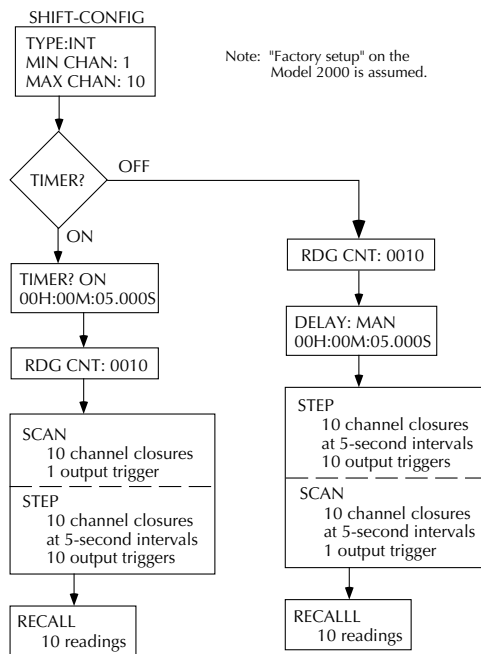 SHIFT-CONFIG
TYPE:INT
MIN CHAN: 1
MAX CHAN: 10
Note: "Factory setup" on the
Model 2000 is assumed.
TIMER?
OFF
ON
TIMER? ON
00H:00M:05.000S
RDG CNT: 0010
SCAN
10 channel closures
1 output trigger
STEP
10 channel closures
at 5-second intervals
10 output triggers
RECALL
10 readings
RDG CNT: 0010
DELAY: MAN
00H:00M:05.000S
STEP
10 channel closures
at 5-second intervals
10 output triggers
SCAN
10 channel closures
at 5-second intervals
1 output trigger
RECALLL
10 readings